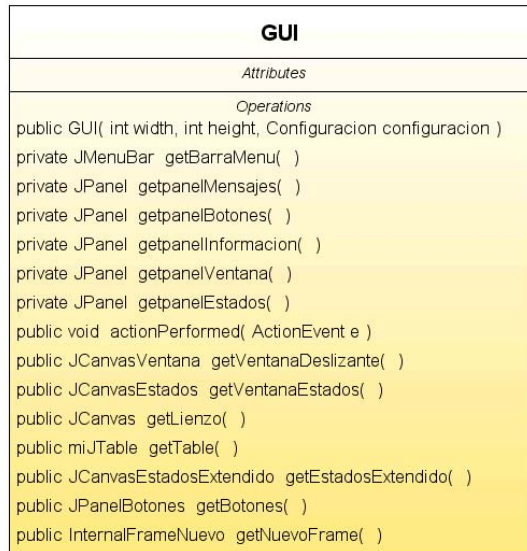 GUI
Attributes
Operations
public GUI( int width, int height, Configuracion configuracion )
private JMenuBar getBarraMenu( )
private JPanel getpanelMensajes( )
private JPanel getpanelBotones( )
private JPanel getpanelInformacion( )
private JPanel getpanelVentana( )
private JPanel getpanelEstados( )
public void actionPerformed( ActionEvent e )
public JCanvasVentana getVentanaDeslizante( )
public JCanvasEstados getVentanaEstados( )
public JCanvas getLienzo( )
public miJTable getTable( )
public JCanvasEstadosExtendido getEstadosExtendido( )
public JPanelBotones getBotones( )
public InternalFrameNuevo getNuevoFrame( )